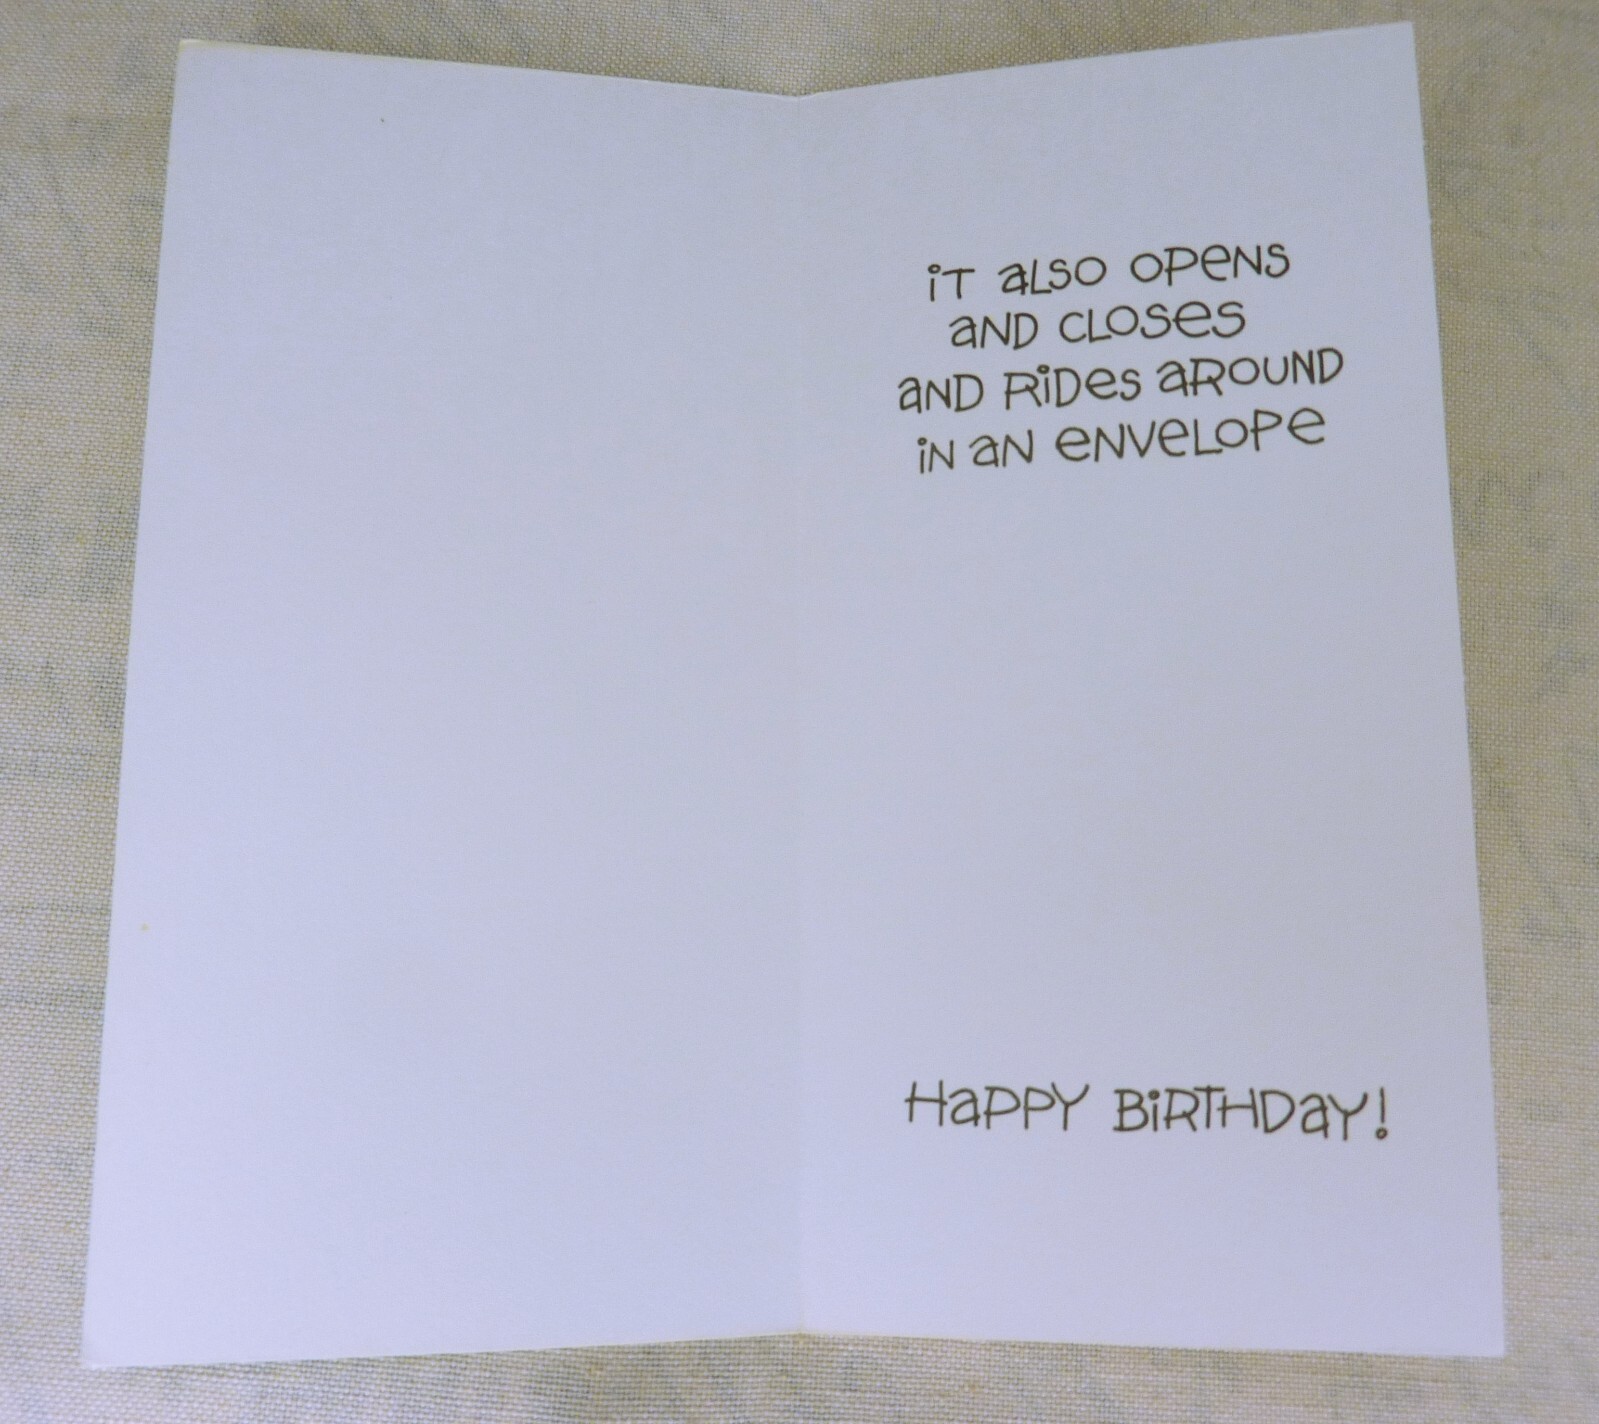 iT aLSO OPeNS
aND CLOSeS
aND RiDeS aROUND
iN aN eNVeLOPe
HaPPY BiRTHDaY!